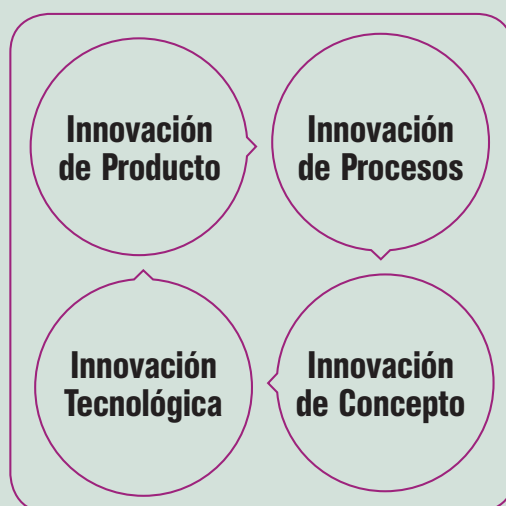 Innovación
de Producto
Innovación
de Procesos
Innovación
Tecnológica
Innovación
de Concepto